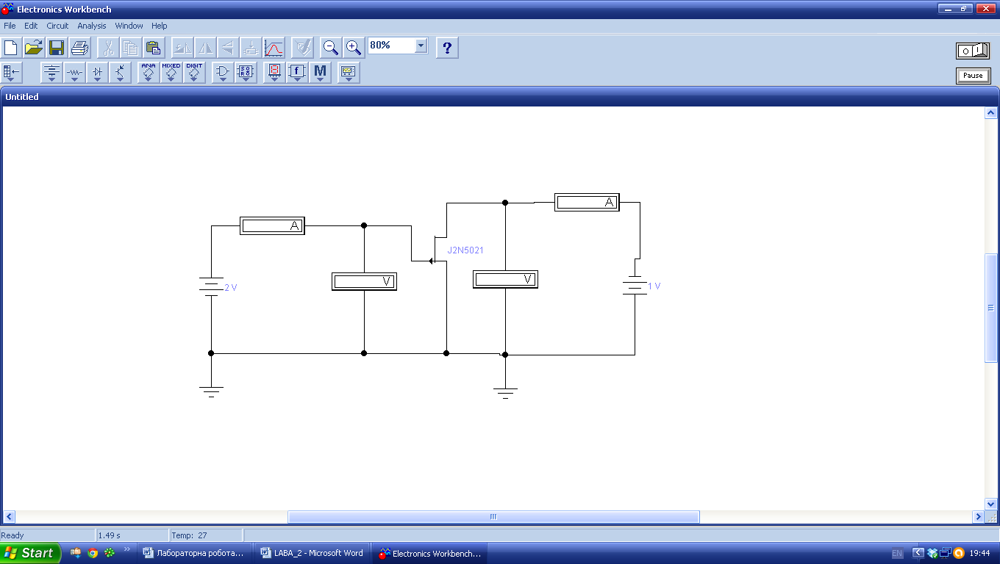 Electronics Workbench
File Edit Circuit Analysis Window Help
80%
?
O I
ANA MIXED DIGIT
f M
Pause
Untitled
A
A
J2N5021
V
V
2 V
1 V
Ready 1.49 s Temp: 27
Start Лабораторна робота... LABA_2 - Microsoft Word Electronics Workbench... EN 19:44